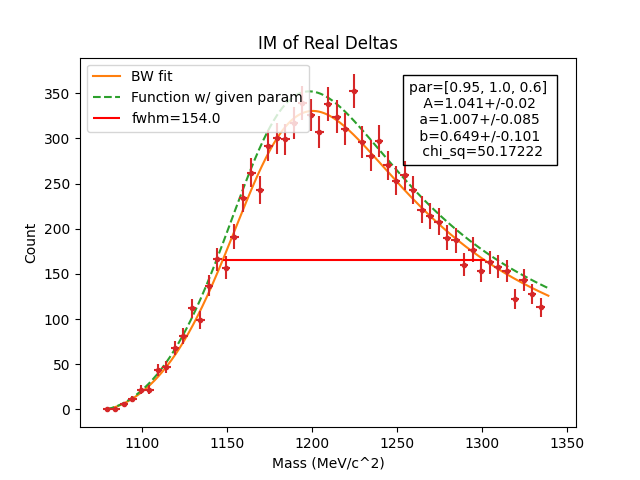 IM of Real Deltas
BW fit
Function w/ given param
fwhm=154.0
par=[0.95, 1.0, 0.6]
A=1.041+/-0.02
a=1.007+/-0.085
b=0.649+/-0.101
chi_sq=50.17222
Count
350
300
250
200
150
100
50
0
1100
1150
1200
1250
1300
1350
Mass (MeV/c^2)